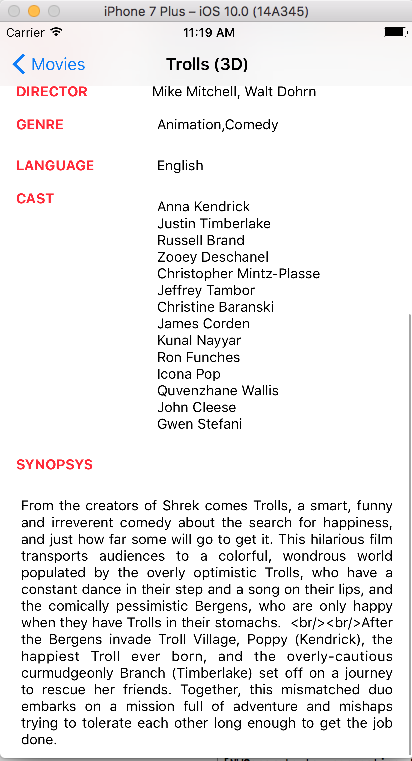 iPhone 7 Plus – iOS 10.0 (14A345)
Carrier 11:19 AM
Movies Trolls (3D)
DIRECTOR Mike Mitchell, Walt Dohrn
GENRE Animation,Comedy
LANGUAGE English
CAST
Anna Kendrick
Justin Timberlake
Russell Brand
Zooey Deschanel
Christopher Mintz-Plasse
Jeffrey Tambor
Christine Baranski
James Corden
Kunal Nayyar
Ron Funches
Icona Pop
Quvenzhane Wallis
John Cleese
Gwen Stefani
SYNOPSYS
From the creators of Shrek comes Trolls, a smart, funny
and irreverent comedy about the search for happiness,
and just how far some will go to get it. This hilarious film
transports audiences to a colorful, wondrous world
populated by the overly optimistic Trolls, who have a
constant dance in their step and a song on their lips, and
the comically pessimistic Bergens, who are only happy
when they have Trolls in their stomachs. <br/><br/>After
the Bergens invade Troll Village, Poppy (Kendrick), the
happiest Troll ever born, and the overly-cautious
curmudgeonly Branch (Timberlake) set off on a journey
to rescue her friends. Together, this mismatched duo
embarks on a mission full of adventure and mishaps
trying to tolerate each other long enough to get the job
done.